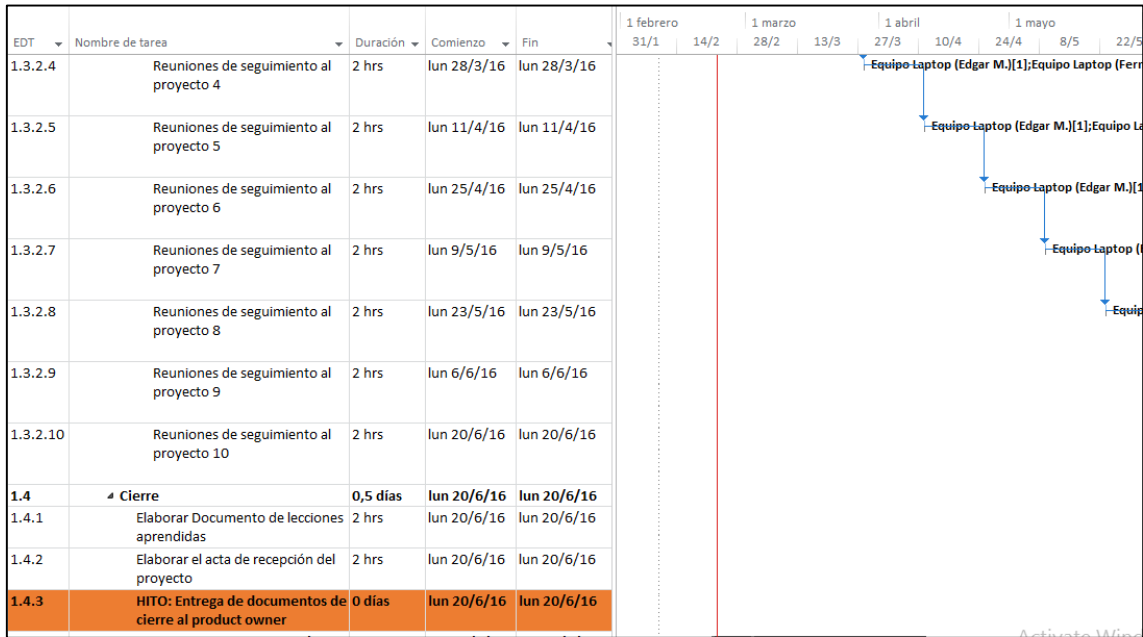 1 febrero 1 marzo 1 abril 1 mayo
EDT Nombre de tarea Duración Comienzo Fin 31/1 14/2 28/2 13/3 27/3 10/4 24/4 8/5 22/5
1.3.2.4 Reuniones de seguimiento al 2 hrs lun 28/3/16 lun 28/3/16 Equipo Laptop (Edgar M.)[1];Equipo Laptop (Ferr
proyecto 4
1.3.2.5 Reuniones de seguimiento al 2 hrs lun 11/4/16 lun 11/4/16 Equipo Laptop (Edgar M.)[1];Equipo La
proyecto 5
1.3.2.6 Reuniones de seguimiento al 2 hrs lun 25/4/16 lun 25/4/16 Equipo Laptop (Edgar M.)[1
proyecto 6
1.3.2.7 Reuniones de seguimiento al 2 hrs lun 9/5/16 lun 9/5/16 Equipo Laptop (
proyecto 7
1.3.2.8 Reuniones de seguimiento al 2 hrs lun 23/5/16 lun 23/5/16 Equip
proyecto 8
1.3.2.9 Reuniones de seguimiento al 2 hrs lun 6/6/16 lun 6/6/16
proyecto 9
1.3.2.10 Reuniones de seguimiento al 2 hrs lun 20/6/16 lun 20/6/16
proyecto 10
1.4 Cierre 0,5 días lun 20/6/16 lun 20/6/16
1.4.1 Elaborar Documento de lecciones 2 hrs lun 20/6/16 lun 20/6/16
aprendidas
1.4.2 Elaborar el acta de recepción del 2 hrs lun 20/6/16 lun 20/6/16
proyecto
1.4.3 HITO: Entrega de documentos de 0 días lun 20/6/16 lun 20/6/16
cierre al product owner